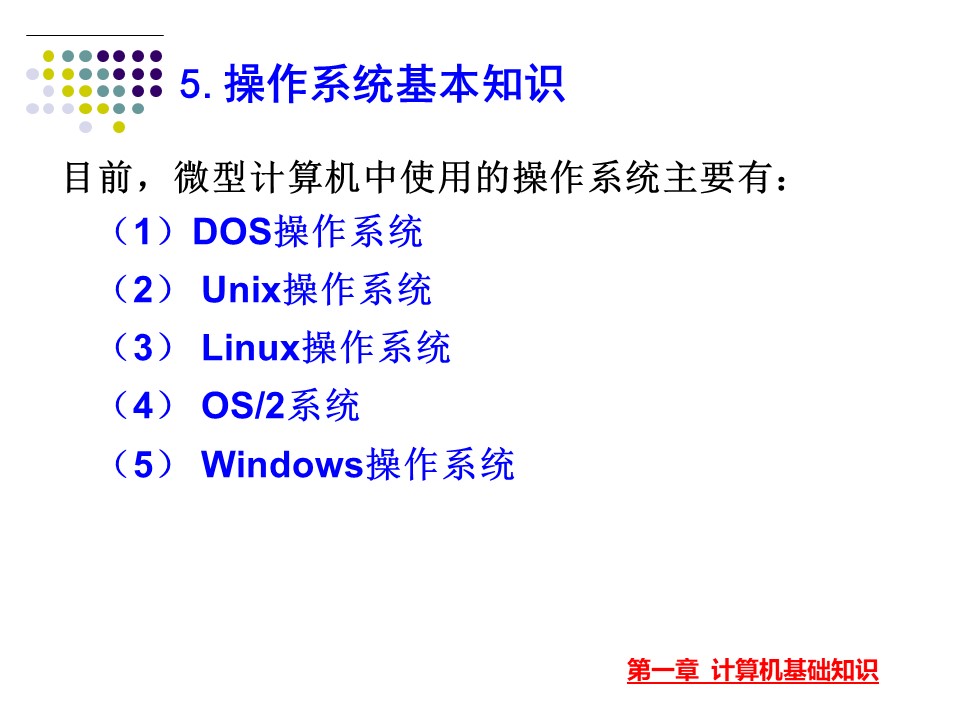 5. 操作系统基本知识
目前，微型计算机中使用的操作系统主要有：
（1）DOS操作系统
（2） Unix操作系统
（3） Linux操作系统
（4） OS/2系统
（5） Windows操作系统
第一章 计算机基础知识